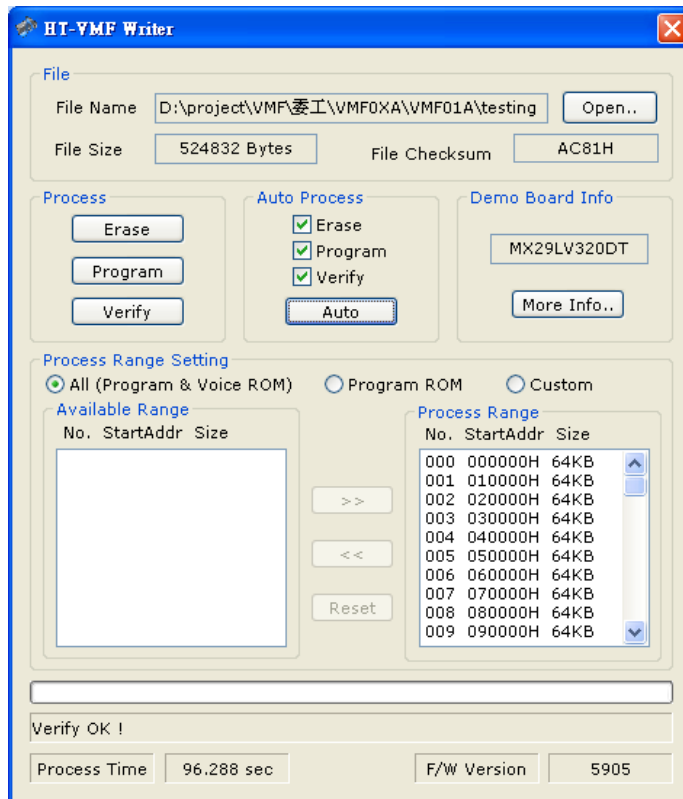 HT-VMF Writer
File
File Name D:\project\VMF\委工\VMF0XA\VMF01A\testing Open..
File Size 524832 Bytes File Checksum AC81H
Process Auto Process Demo Board Info
Erase Erase
Program Program MX29LV320DT
Verify Verify
Auto More Info..
Process Range Setting
All (Program & Voice ROM) Program ROM Custom
Available Range Process Range
No. StartAddr Size No. StartAddr Size
000 000000H 64KB
001 010000H 64KB
002 020000H 64KB
>> 003 030000H 64KB
004 040000H 64KB
<< 005 050000H 64KB
006 060000H 64KB
007 070000H 64KB
Reset 008 080000H 64KB
009 090000H 64KB
Verify OK !
Process Time 96.288 sec F/W Version 5905